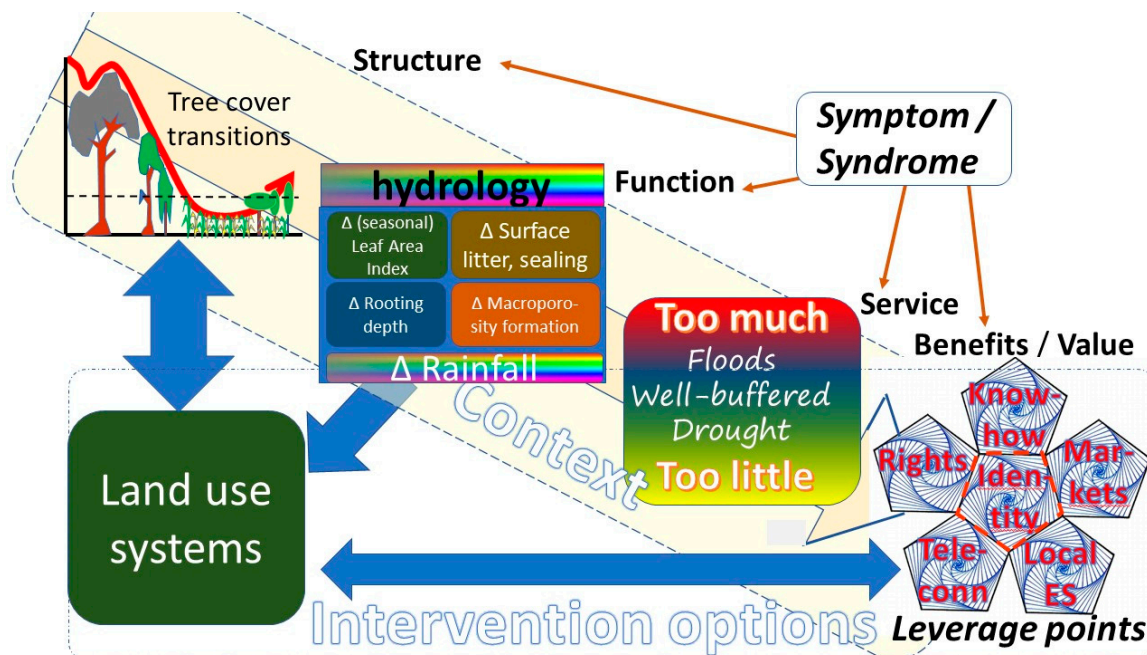 Structure
Tree cover
transitions
Symptom /
Syndrome
hydrology
Function
Δ (seasonal)
Leaf Area
Index
Δ Surface
litter, sealing
Δ Rooting
depth
Δ Macroporo-
sity formation
Δ Rainfall
Service
Too much
Floods
Well-buffered
Drought
Too little
Benefits / Value
Context
Know-
how
Rights
Mar-
kets
Iden-
tity
Tele-
conn
Local
ES
Land use
systems
Intervention options
Leverage points